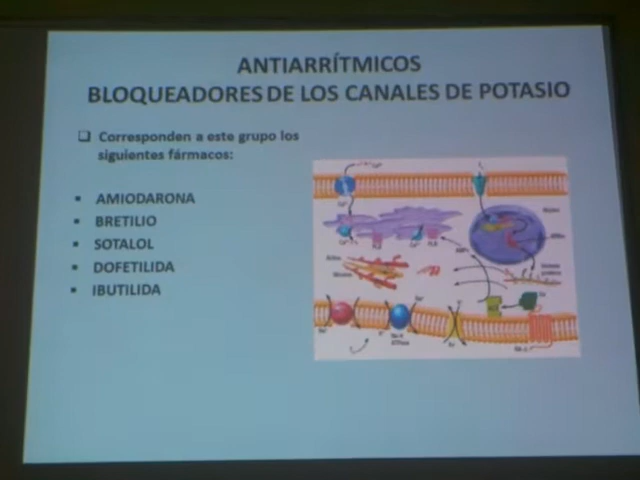 ANTIARRÍTMICOS
BLOQUEADORES DE LOS CANALES DE POTASIO
❑ Corresponden a este grupo los
siguientes fármacos:
▪ AMIODARONA
▪ BRETILIO
▪ SOTALOL
▪ DOFETILIDA
▪ IBUTILIDA